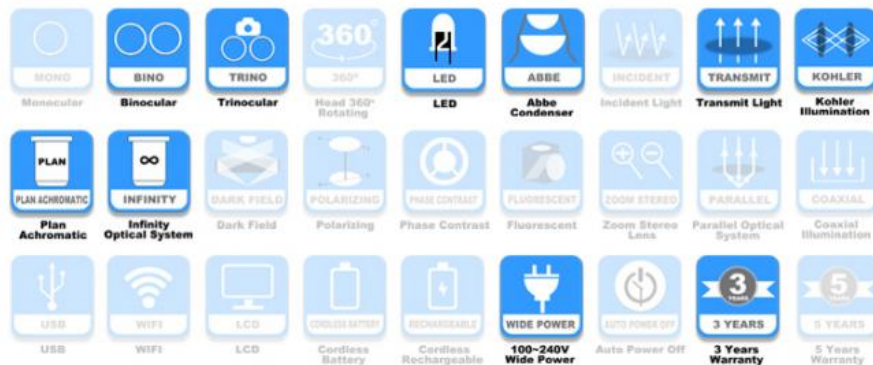 360°
MONO BINO TRINO 360° LED ABBE INCIDENT TRANSMIT KOHLER
Monocular Binocular Trinocular Head 360° Rotating LED Abbe Condenser Incident Light Transmit Light Kohler Illumination
PLAN ∞
PLAN ACHROMATIC INFINITY DARK FIELD POLARIZING PHASE CONTRAST FLUORESCENT ZOOM STEREO PARALLEL COAXIAL
Plan Achromatic Infinity Optical System Dark Field Polarizing Phase Contrast Fluorescent Zoom Stereo Lens Parallel Optical System Coaxial Illumination
3 YEARS 5 YEARS
USB WIFI LCD CORDLESS BATTERY RECHARGEABLE WIDE POWER AUTO POWER OFF 3 YEARS 5 YEARS
USB WIFI LCD Cordless Battery Cordless Rechargeable 100~240V Wide Power Auto Power Off 3 Years Warranty 5 Years Warranty